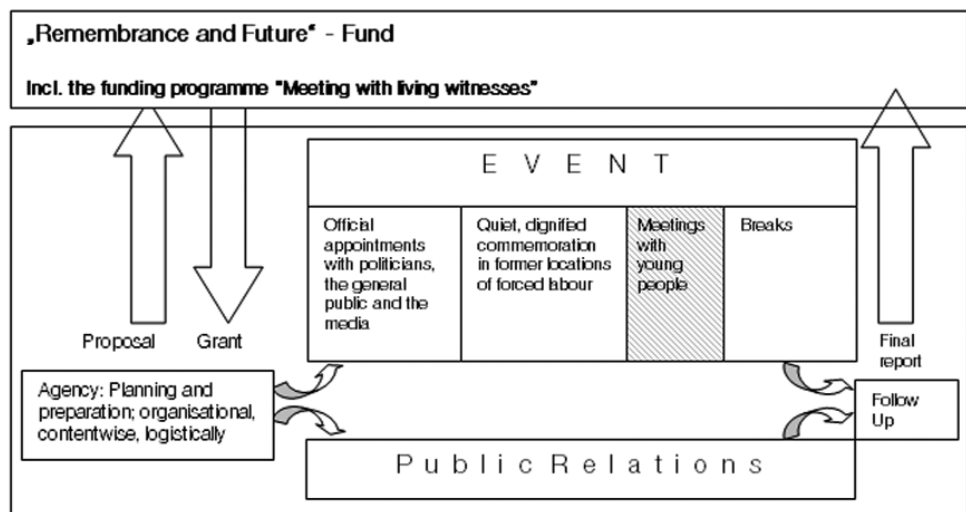 „Remembrance and Future“ - Fund
Incl. the funding programme "Meeting with living witnesses"
E V E N T
Official
appointments
with politicians,
the general
public and the
media
Quiet, dignified
commemoration
in former locations
of forced labour
Meetings
with
young
people
Breaks
Proposal
Grant
Final
report
Agency: Planning and
preparation; organisational,
contentwise, logistically
Follow
Up
P u b l i c R e l a t i o n s